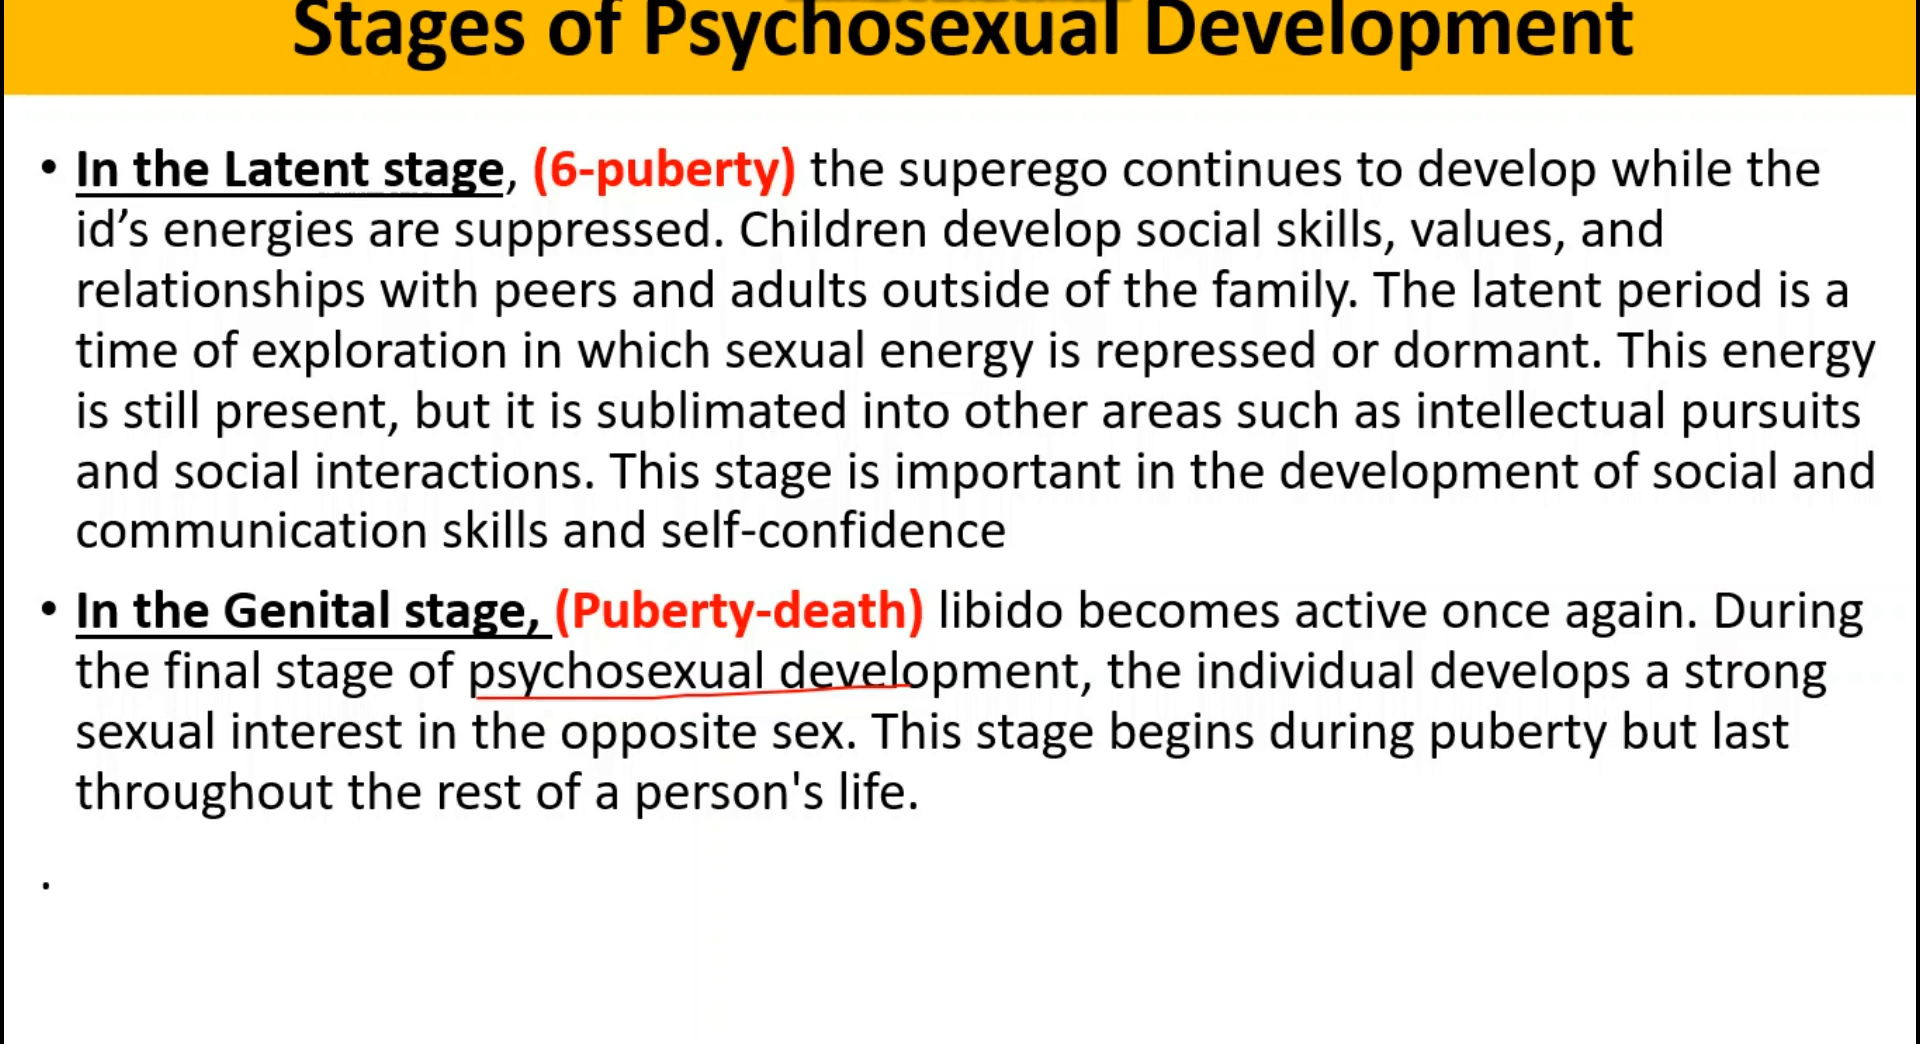 Stages of Psychosexual Development
• In the Latent stage, (6-puberty) the superego continues to develop while the
id’s energies are suppressed. Children develop social skills, values, and
relationships with peers and adults outside of the family. The latent period is a
time of exploration in which sexual energy is repressed or dormant. This energy
is still present, but it is sublimated into other areas such as intellectual pursuits
and social interactions. This stage is important in the development of social and
communication skills and self-confidence
• In the Genital stage, (Puberty-death) libido becomes active once again. During
the final stage of psychosexual development, the individual develops a strong
sexual interest in the opposite sex. This stage begins during puberty but last
throughout the rest of a person's life.
.